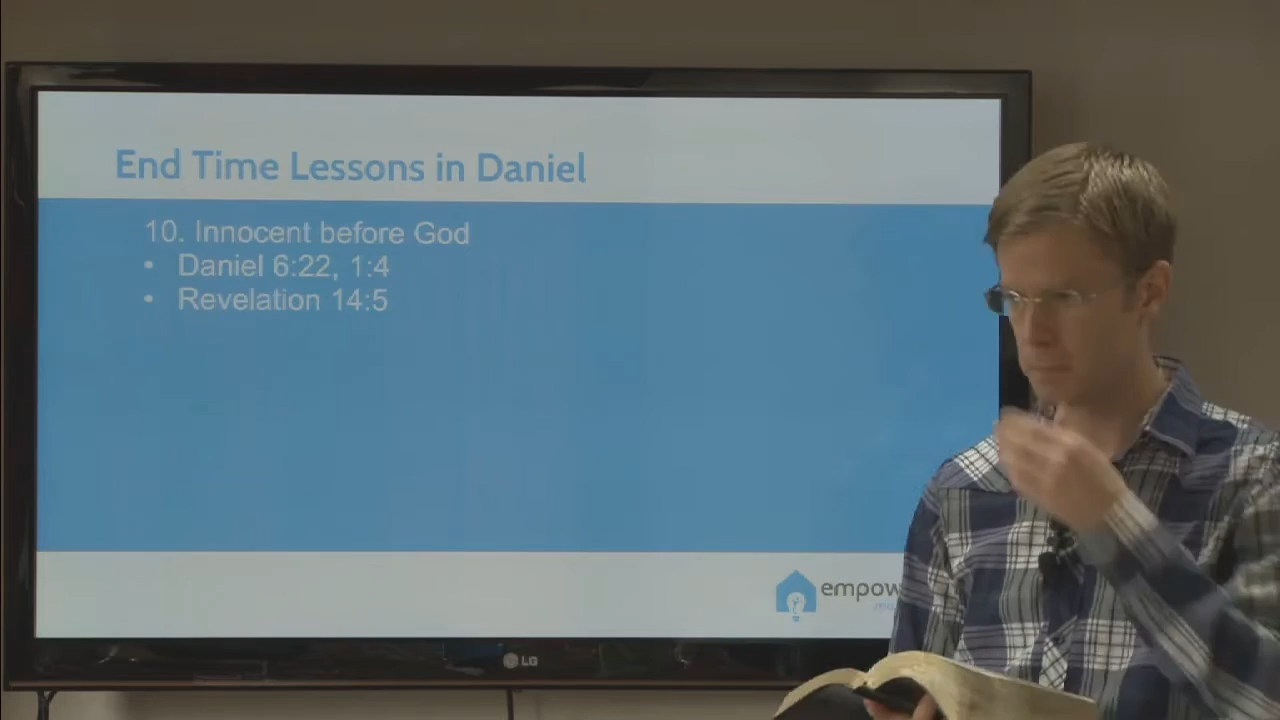 End Time Lessons in Daniel
10. Innocent before God
• Daniel 6:22, 1:4
• Revelation 14:5
empow
LG